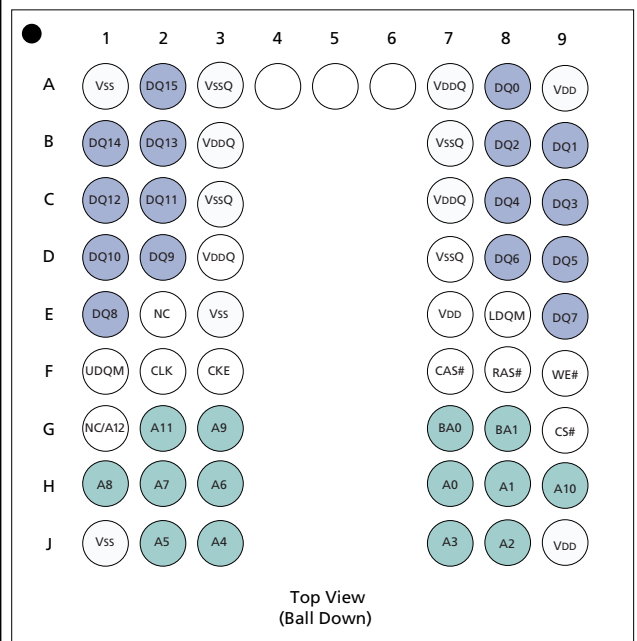 1 2 3 4 5 6 7 8 9
A Vss DQ15 VssQ VDDQ DQ0 VDD
B DQ14 DQ13 VDDQ VssQ DQ2 DQ1
C DQ12 DQ11 VssQ VDDQ DQ4 DQ3
D DQ10 DQ9 VDDQ VssQ DQ6 DQ5
E DQ8 NC Vss VDD LDQM DQ7
F UDQM CLK CKE CAS# RAS# WE#
G NC/A12 A11 A9 BA0 BA1 CS#
H A8 A7 A6 A0 A1 A10
J Vss A5 A4 A3 A2 VDD
Top View
(Ball Down)